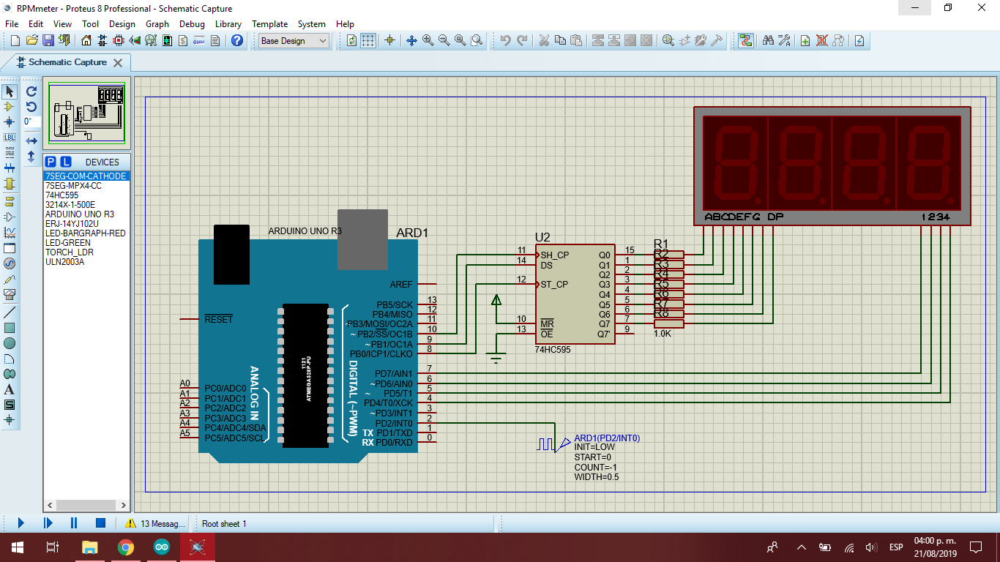 RPMmeter - Proteus 8 Professional - Schematic Capture
File Edit View Tool Design Graph Debug Library Template System Help
Base Design
Schematic Capture
0°
LBL
P L DEVICES
7SEG-COM-CATHODE
7SEG-MPX4-CC
74HC595
3214X-1-500E
ARDUINO UNO R3
ERJ-14YJ102U
LED-BARGRAPH-RED
LED-GREEN
TORCH_LDR
ULN2003A
ARDUINO UNO R3
ARD1
RESET
AREF
PB5/SCK 13
PB4/MISO 12
PB3/MOSI/OC2A 11
~PB2/SS/OC1B 10
~PB1/OC1A 9
PB0/ICP1/CLKO 8
PD7/AIN1 7
~PD6/AIN0 6
~PD5/T1 5
PD4/T0/XCK 4
~PD3/INT1 3
PD2/INT0 2
TX PD1/TXD 1
RX PD0/RXD 0
A0 PC0/ADC0
A1 PC1/ADC1
A2 PC2/ADC2
A3 PC3/ADC3
A4 PC4/ADC4/SDA
A5 PC5/ADC5/SCL
ANALOG IN
1121
ATMEGA328P-PU
DIGITAL (~PWM)
U2
11 SH_CP Q0 15
14 DS Q1 1
Q2 2
12 ST_CP Q3 3
Q4 4
Q5 5
Q6 6
10 MR Q7 7
13 OE Q7' 9
74HC595
R1
R2
R3
R4
R5
R6
R7
R8
1.0K
ABCDEFG DP 1234
ARD1(PD2/INT0)
INIT=LOW
START=0
COUNT=-1
WIDTH=0.5
13 Messag...
Root sheet 1
ESP
04:00 p. m.
21/08/2019